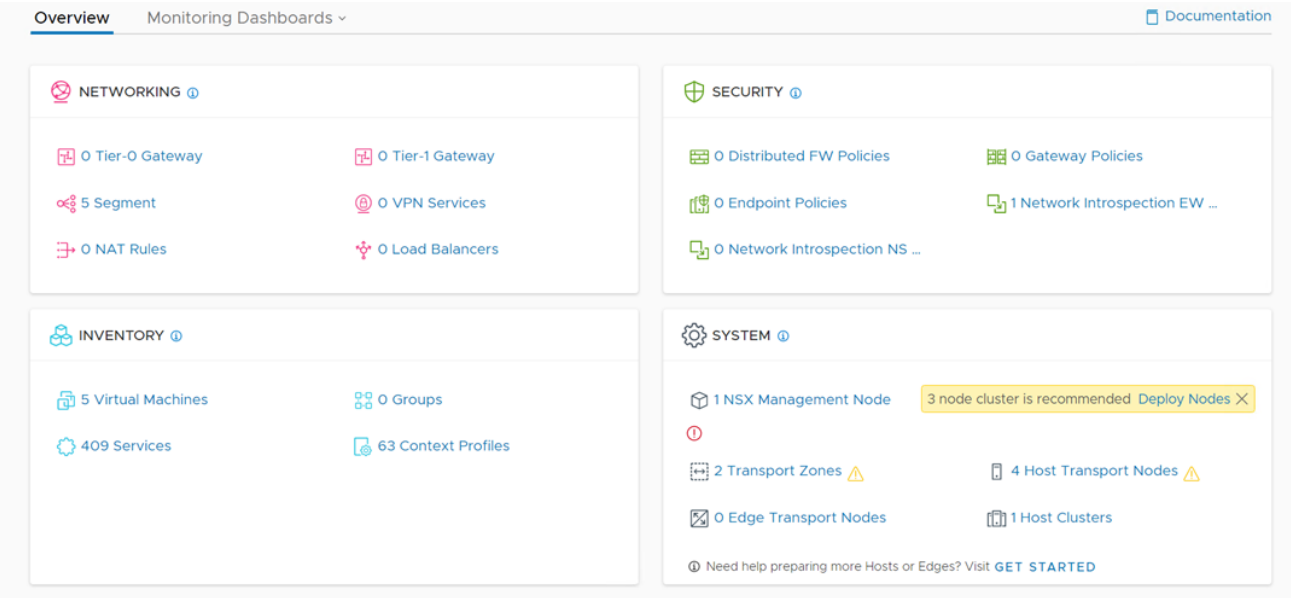 Overview Monitoring Dashboards Documentation
NETWORKING
0 Tier-0 Gateway 0 Tier-1 Gateway
5 Segment 0 VPN Services
0 NAT Rules 0 Load Balancers
SECURITY
0 Distributed FW Policies 0 Gateway Policies
0 Endpoint Policies 1 Network Introspection EW ...
0 Network Introspection NS ...
INVENTORY
5 Virtual Machines 0 Groups
409 Services 63 Context Profiles
SYSTEM
1 NSX Management Node 3 node cluster is recommended Deploy Nodes
2 Transport Zones 4 Host Transport Nodes
0 Edge Transport Nodes 1 Host Clusters
Need help preparing more Hosts or Edges? Visit GET STARTED